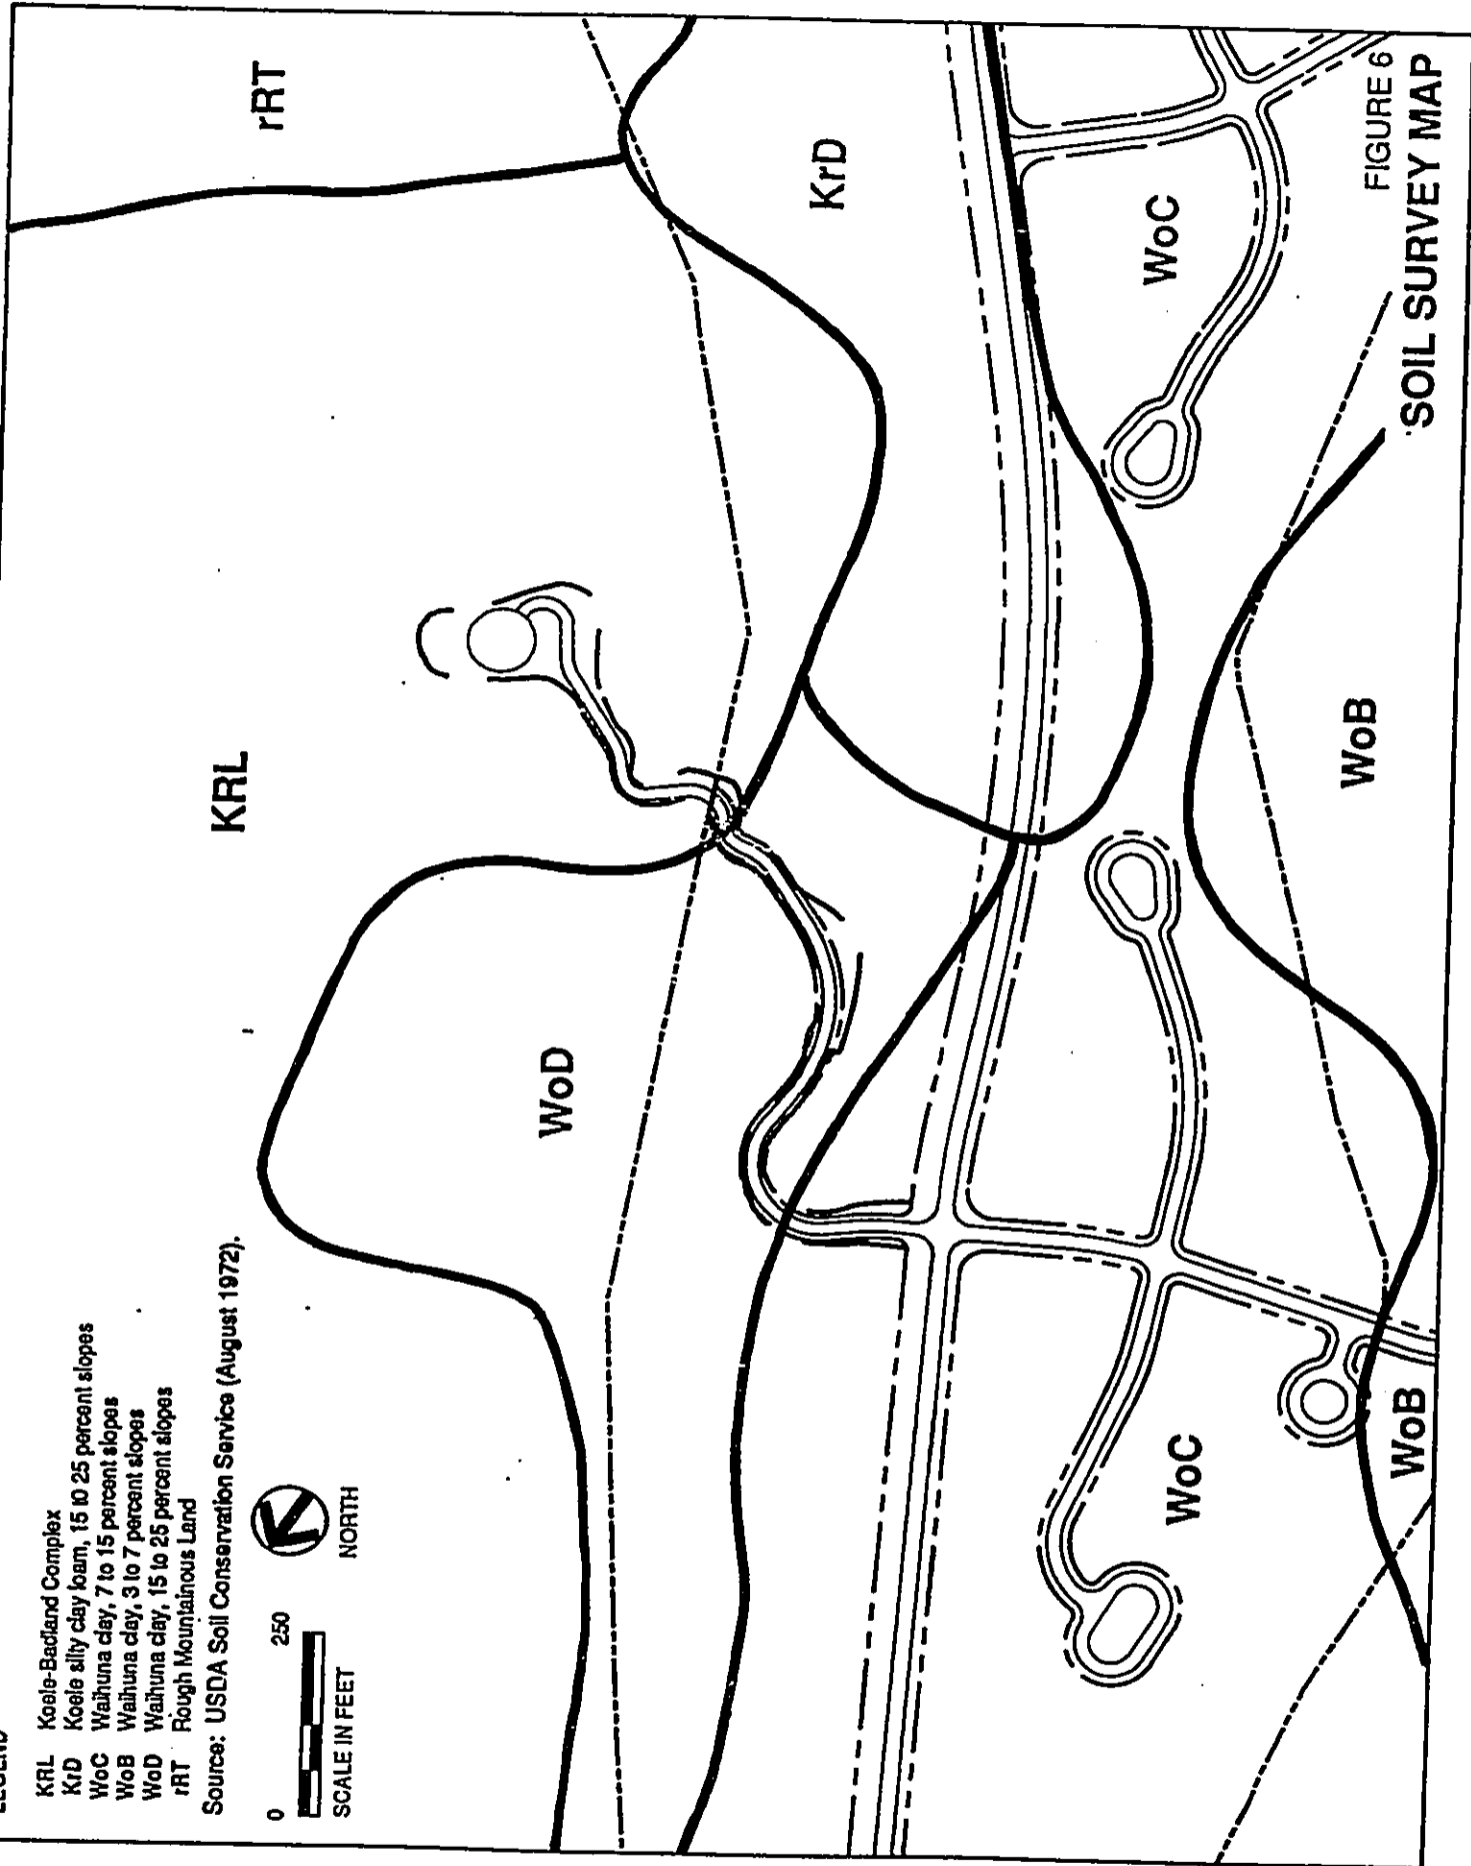 LEGEND
KRL Koele-Badland Complex
KrD Koele silty clay loam, 15 to 25 percent slopes
WoC Waihuna clay, 7 to 15 percent slopes
WoB Waihuna clay, 3 to 7 percent slopes
WoD Waihuna clay, 15 to 25 percent slopes
rRT Rough Mountainous Land
Source: USDA Soil Conservation Service (August 1972).
0 250
SCALE IN FEET
NORTH
rRT
KRL
WoD
KrD
WoC
WoB
WoC
WoB
FIGURE 6
SOIL SURVEY MAP